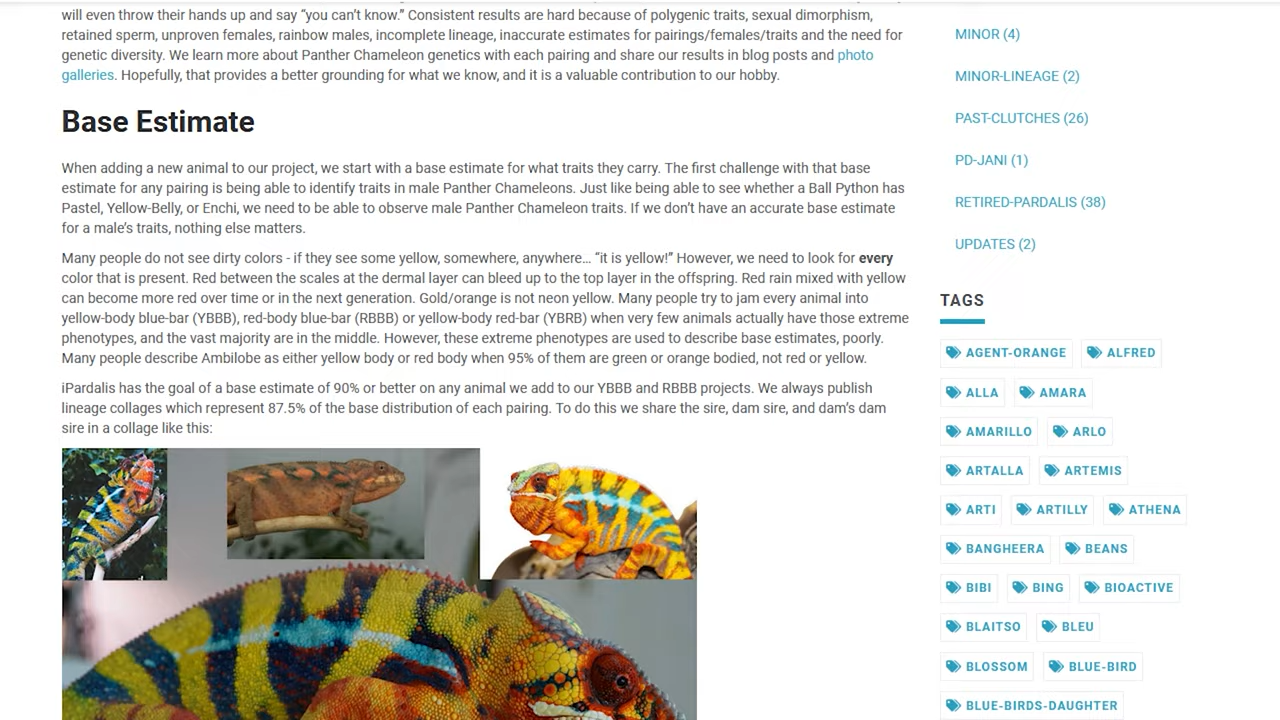 will even throw their hands up and say “you can’t know.” Consistent results are hard because of polygenic traits, sexual dimorphism,
retained sperm, unproven females, rainbow males, incomplete lineage, inaccurate estimates for pairings/females/traits and the need for
genetic diversity. We learn more about Panther Chameleon genetics with each pairing and share our results in blog posts and photo
galleries. Hopefully, that provides a better grounding for what we know, and it is a valuable contribution to our hobby.
Base Estimate
When adding a new animal to our project, we start with a base estimate for what traits they carry. The first challenge with that base
estimate for any pairing is being able to identify traits in male Panther Chameleons. Just like being able to see whether a Ball Python has
Pastel, Yellow-Belly, or Enchi, we need to be able to observe male Panther Chameleon traits. If we don’t have an accurate base estimate
for a male’s traits, nothing else matters.
Many people do not see dirty colors - if they see some yellow, somewhere, anywhere… “it is yellow!” However, we need to look for every
color that is present. Red between the scales at the dermal layer can bleed up to the top layer in the offspring. Red rain mixed with yellow
can become more red over time or in the next generation. Gold/orange is not neon yellow. Many people try to jam every animal into
yellow-body blue-bar (YBBB), red-body blue-bar (RBBB) or yellow-body red-bar (YBRB) when very few animals actually have those extreme
phenotypes, and the vast majority are in the middle. However, these extreme phenotypes are used to describe base estimates, poorly.
Many people describe Ambilobe as either yellow body or red body when 95% of them are green or orange bodied, not red or yellow.
iPardalis has the goal of a base estimate of 90% or better on any animal we add to our YBBB and RBBB projects. We always publish
lineage collages which represent 87.5% of the base distribution of each pairing. To do this we share the sire, dam sire, and dam’s dam
sire in a collage like this:
MINOR (4)
MINOR-LINEAGE (2)
PAST-CLUTCHES (26)
PD-JANI (1)
RETIRED-PARDALIS (38)
UPDATES (2)
TAGS
AGENT-ORANGE ALFRED
ALLA AMARA
AMARILLO ARLO
ARTALLA ARTEMIS
ARTI ARTILLY ATHENA
BANGHEERA BEANS
BIBI BING BIOACTIVE
BLAITSO BLEU
BLOSSOM BLUE-BIRD
BLUE-BIRDS-DAUGHTER